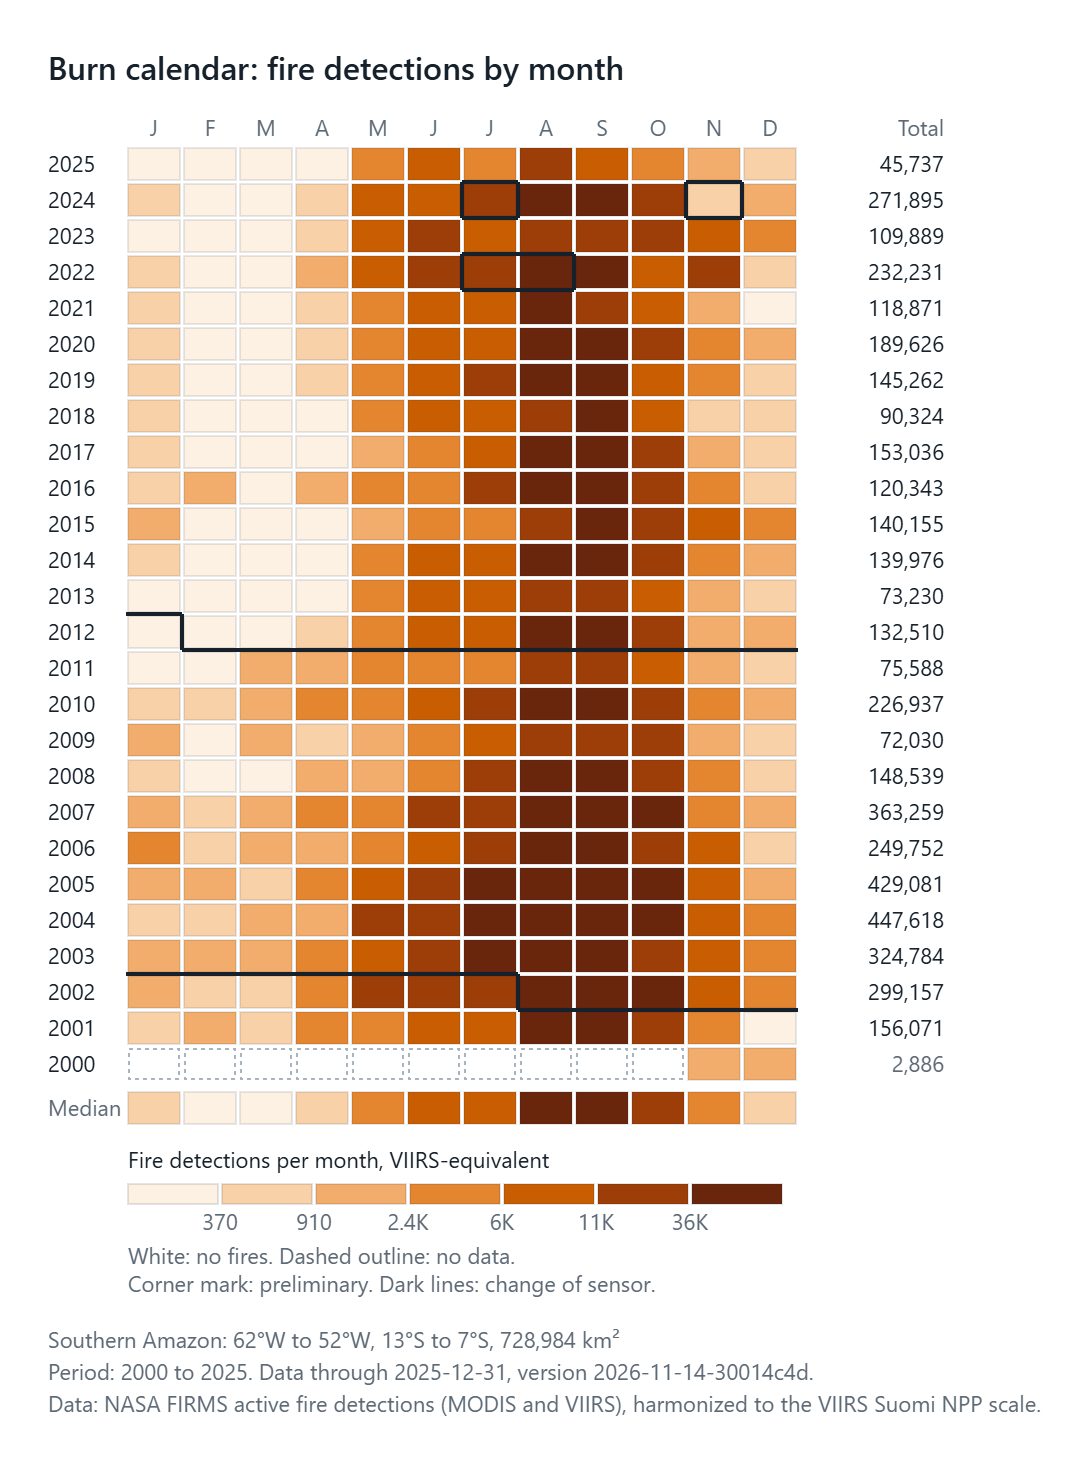 Burn calendar: fire detections by month
J F M A M J J A S O N D Total
2025 45,737
2024 271,895
2023 109,889
2022 232,231
2021 118,871
2020 189,626
2019 145,262
2018 90,324
2017 153,036
2016 120,343
2015 140,155
2014 139,976
2013 73,230
2012 132,510
2011 75,588
2010 226,937
2009 72,030
2008 148,539
2007 363,259
2006 249,752
2005 429,081
2004 447,618
2003 324,784
2002 299,157
2001 156,071
2000 2,886
Median
Fire detections per month, VIIRS-equivalent
370 910 2.4K 6K 11K 36K
White: no fires. Dashed outline: no data.
Corner mark: preliminary. Dark lines: change of sensor.
Southern Amazon: 62°W to 52°W, 13°S to 7°S, 728,984 km²
Period: 2000 to 2025. Data through 2025-12-31, version 2026-11-14-30014c4d.
Data: NASA FIRMS active fire detections (MODIS and VIIRS), harmonized to the VIIRS Suomi NPP scale.